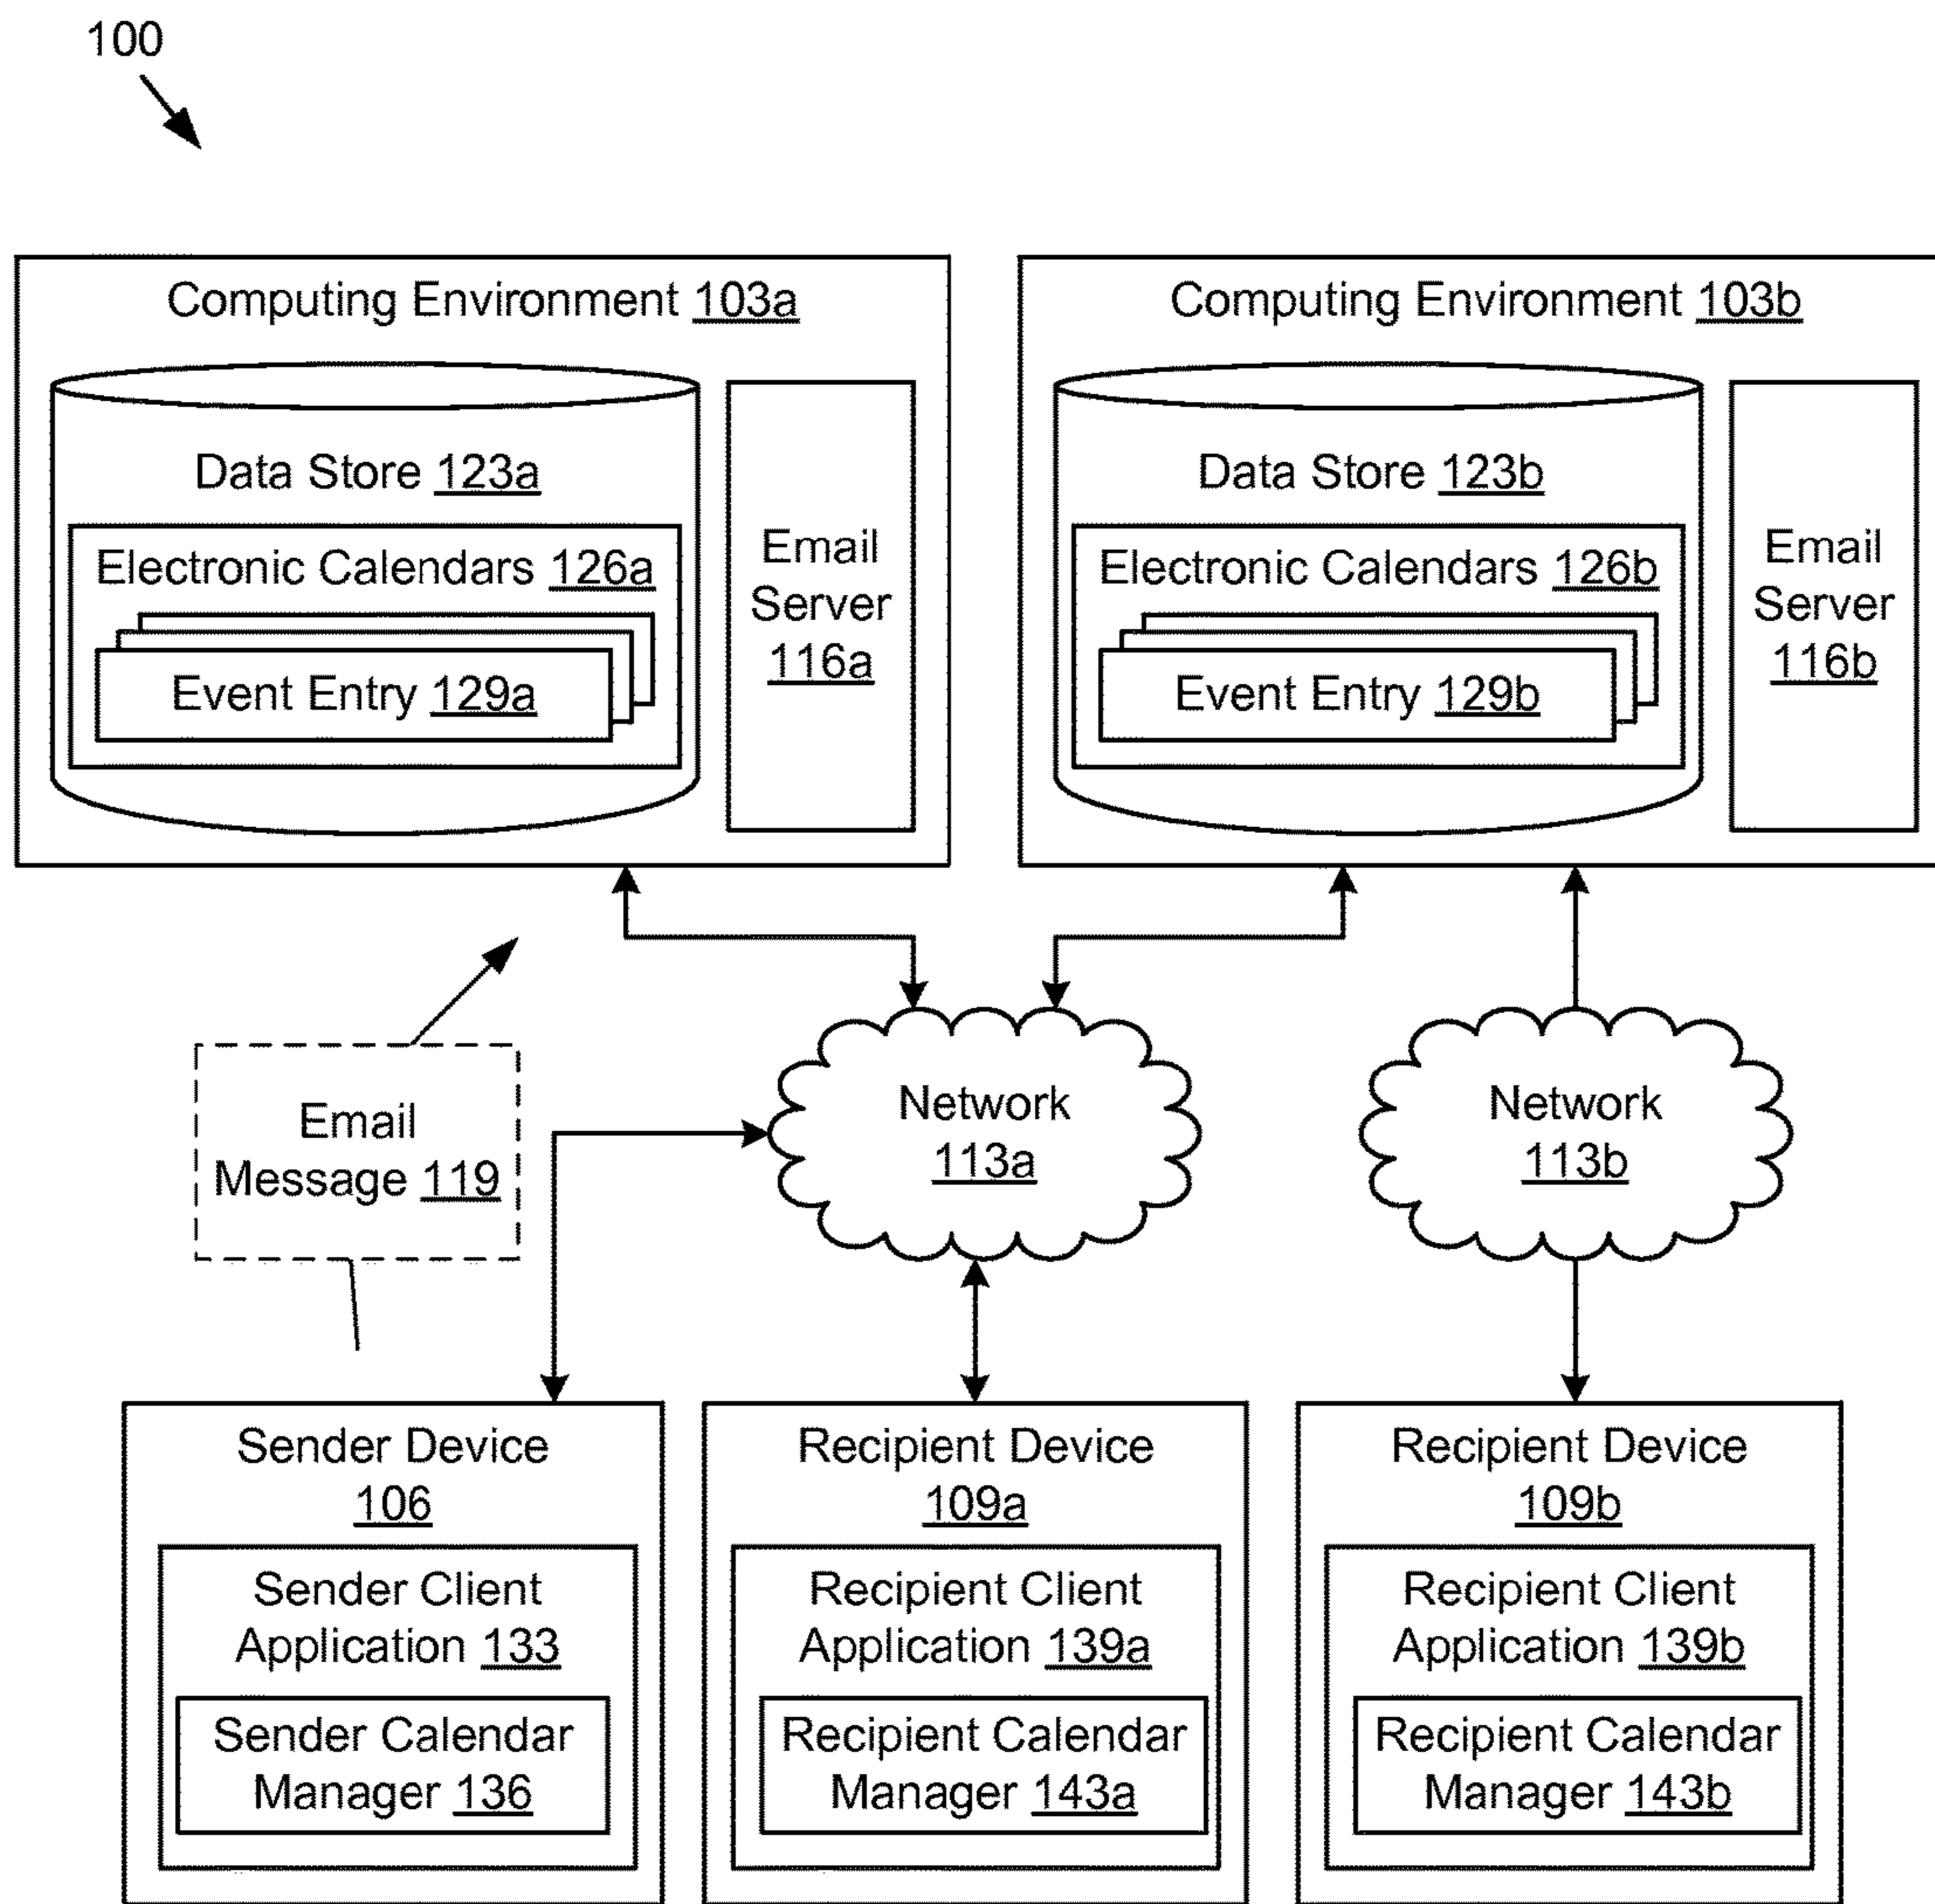 100
Computing Environment 103a
Data Store 123a
Electronic Calendars 126a
Event Entry 129a
Email
Server
116a
Computing Environment 103b
Data Store 123b
Electronic Calendars 126b
Event Entry 129b
Email
Server
116b
Email
Message 119
Network
113a
Network
113b
Sender Device
106
Sender Client
Application 133
Sender Calendar
Manager 136
Recipient Device
109a
Recipient Client
Application 139a
Recipient Calendar
Manager 143a
Recipient Device
109b
Recipient Client
Application 139b
Recipient Calendar
Manager 143b